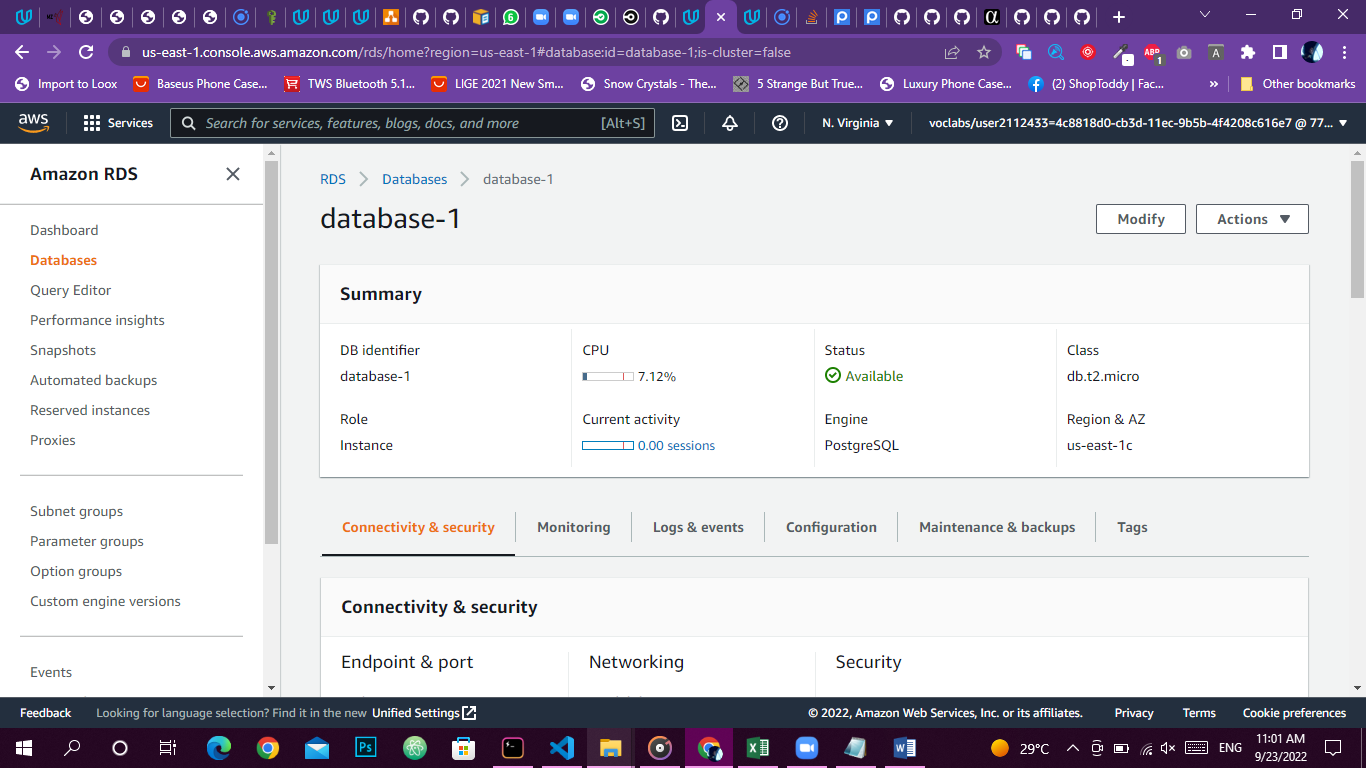 us-east-1.console.aws.amazon.com/rds/home?region=us-east-1#database:id=database-1;is-cluster=false
ABP
1
A
Import to Loox
Baseus Phone Case...
TWS Bluetooth 5.1...
LIGE 2021 New Sm...
Snow Crystals - The...
5 Strange But True...
Luxury Phone Case...
(2) ShopToddy | Fac...
»
Other bookmarks
aws
Services
Search for services, features, blogs, docs, and more
[Alt+S]
N. Virginia
voclabs/user2112433=4c8818d0-cb3d-11ec-9b5b-4f4208c616e7 @ 77...
Amazon RDS
Dashboard
Databases
Query Editor
Performance insights
Snapshots
Automated backups
Reserved instances
Proxies
Subnet groups
Parameter groups
Option groups
Custom engine versions
Events
RDS
Databases
database-1
database-1
Modify
Actions
Summary
DB identifier
database-1
CPU
7.12%
Status
Available
Class
db.t2.micro
Role
Instance
Current activity
0.00 sessions
Engine
PostgreSQL
Region & AZ
us-east-1c
Connectivity & security
Monitoring
Logs & events
Configuration
Maintenance & backups
Tags
Connectivity & security
Endpoint & port
Networking
Security
Feedback
Looking for language selection? Find it in the new Unified Settings
© 2022, Amazon Web Services, Inc. or its affiliates.
Privacy
Terms
Cookie preferences
Ps
29°C
ENG
11:01 AM
9/23/2022